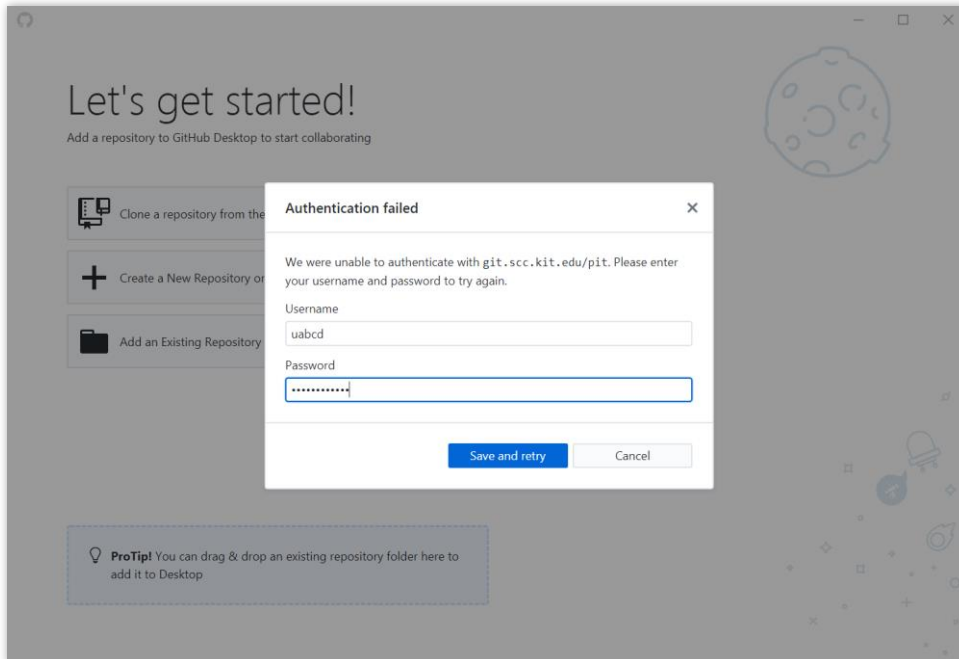 Let's get started!
Add a repository to GitHub Desktop to start collaborating
Clone a repository from the
Create a New Repository on
Add an Existing Repository
Authentication failed
We were unable to authenticate with git.scc.kit.edu/pit. Please enter
your username and password to try again.
Username
uabcd
Password
••••••••••••
Save and retry
Cancel
ProTip! You can drag & drop an existing repository folder here to
add it to Desktop